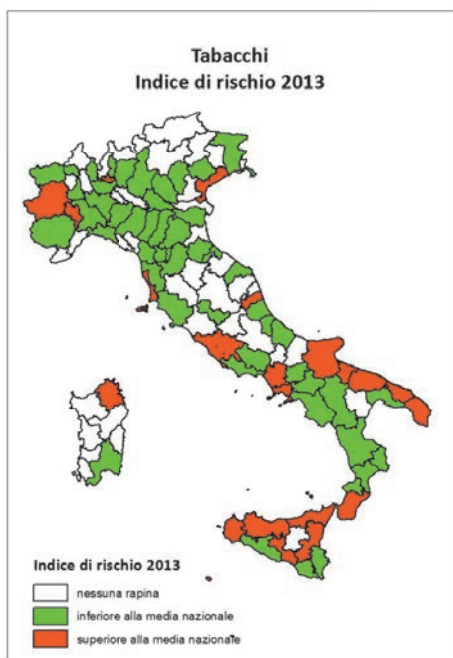 Tabacchi
Indice di rischio 2013
Indice di rischio 2013
nessuna rapina
inferiore alla media nazionale
superiore alla media nazionale